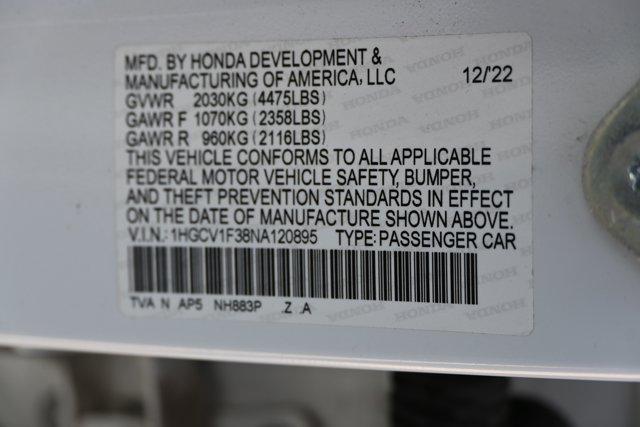 MFD. BY HONDA DEVELOPMENT &
MANUFACTURING OF AMERICA, LLC 12/'22
GVWR 2030KG (4475LBS)
GAWR F 1070KG (2358LBS)
GAWR R 960KG (2116LBS)
THIS VEHICLE CONFORMS TO ALL APPLICABLE
FEDERAL MOTOR VEHICLE SAFETY, BUMPER,
AND THEFT PREVENTION STANDARDS IN EFFECT
ON THE DATE OF MANUFACTURE SHOWN ABOVE.
V.I.N.: 1HGCV1F38NA120895 TYPE: PASSENGER CAR
TVA N AP5 NH883P .Z .A